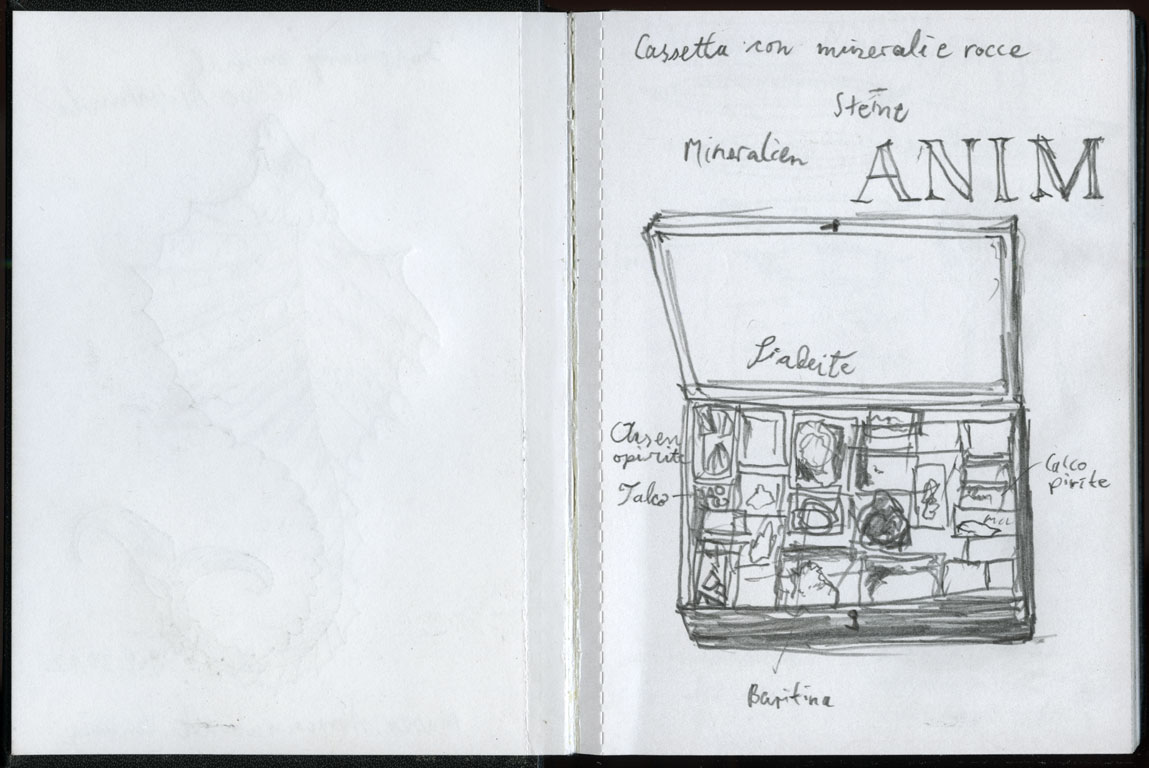 Cassetta con minerali e rocce
Steine
Mineralien
ANIM
Giadeite
Arsen
opirite
Talco
Calco
pirite
Baritina